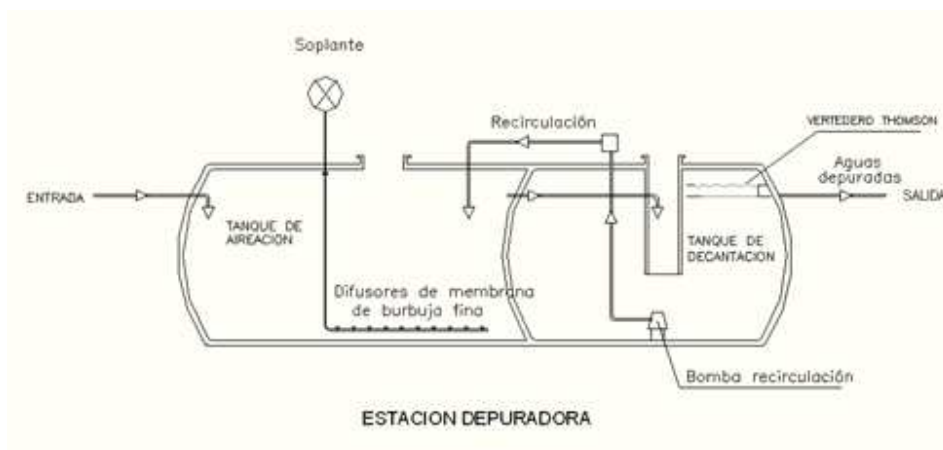 Soplante
Recirculación
VERTEDERO THOMSON
Aguas
depuradas
ENTRADA
SALIDA
TANQUE DE
AIREACION
TANQUE DE
DECANTACION
Difusores de membrana
de burbuja fina
Bomba recirculación
ESTACION DEPURADORA